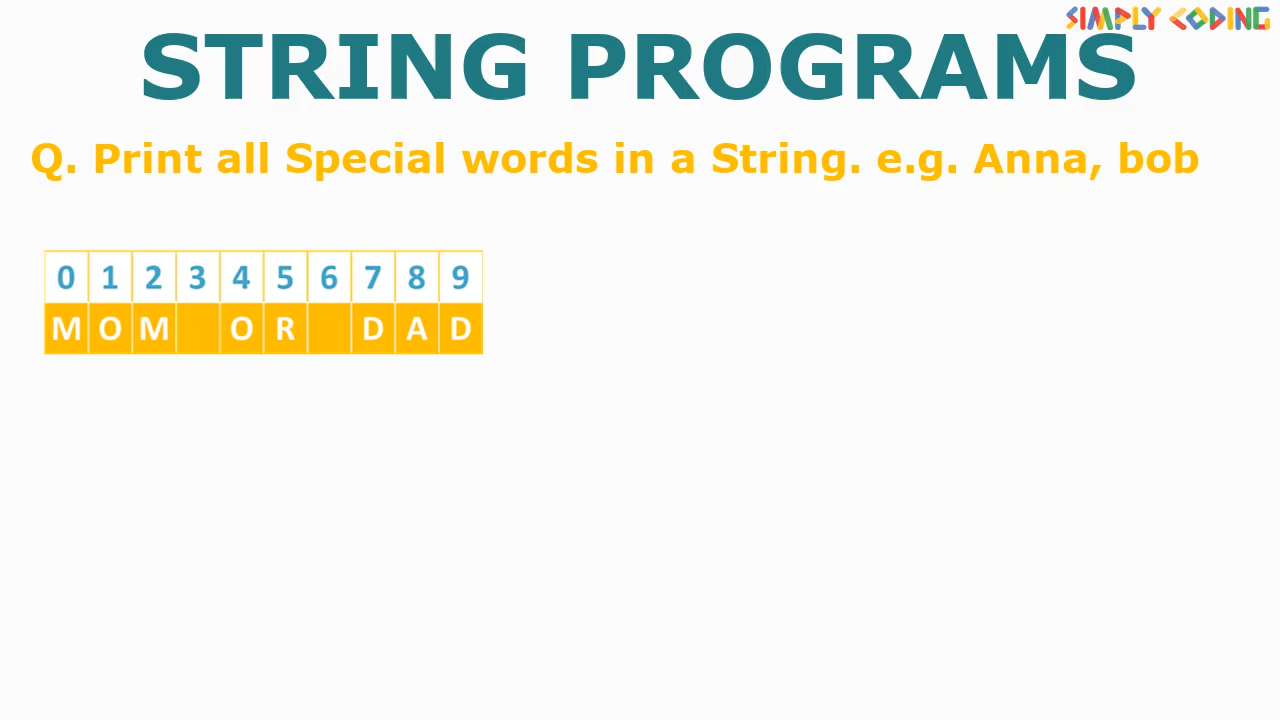 SIMPLY CODING
STRING PROGRAMS
Q. Print all Special words in a String. e.g. Anna, bob
0 1 2 3 4 5 6 7 8 9
M O M O R D A D